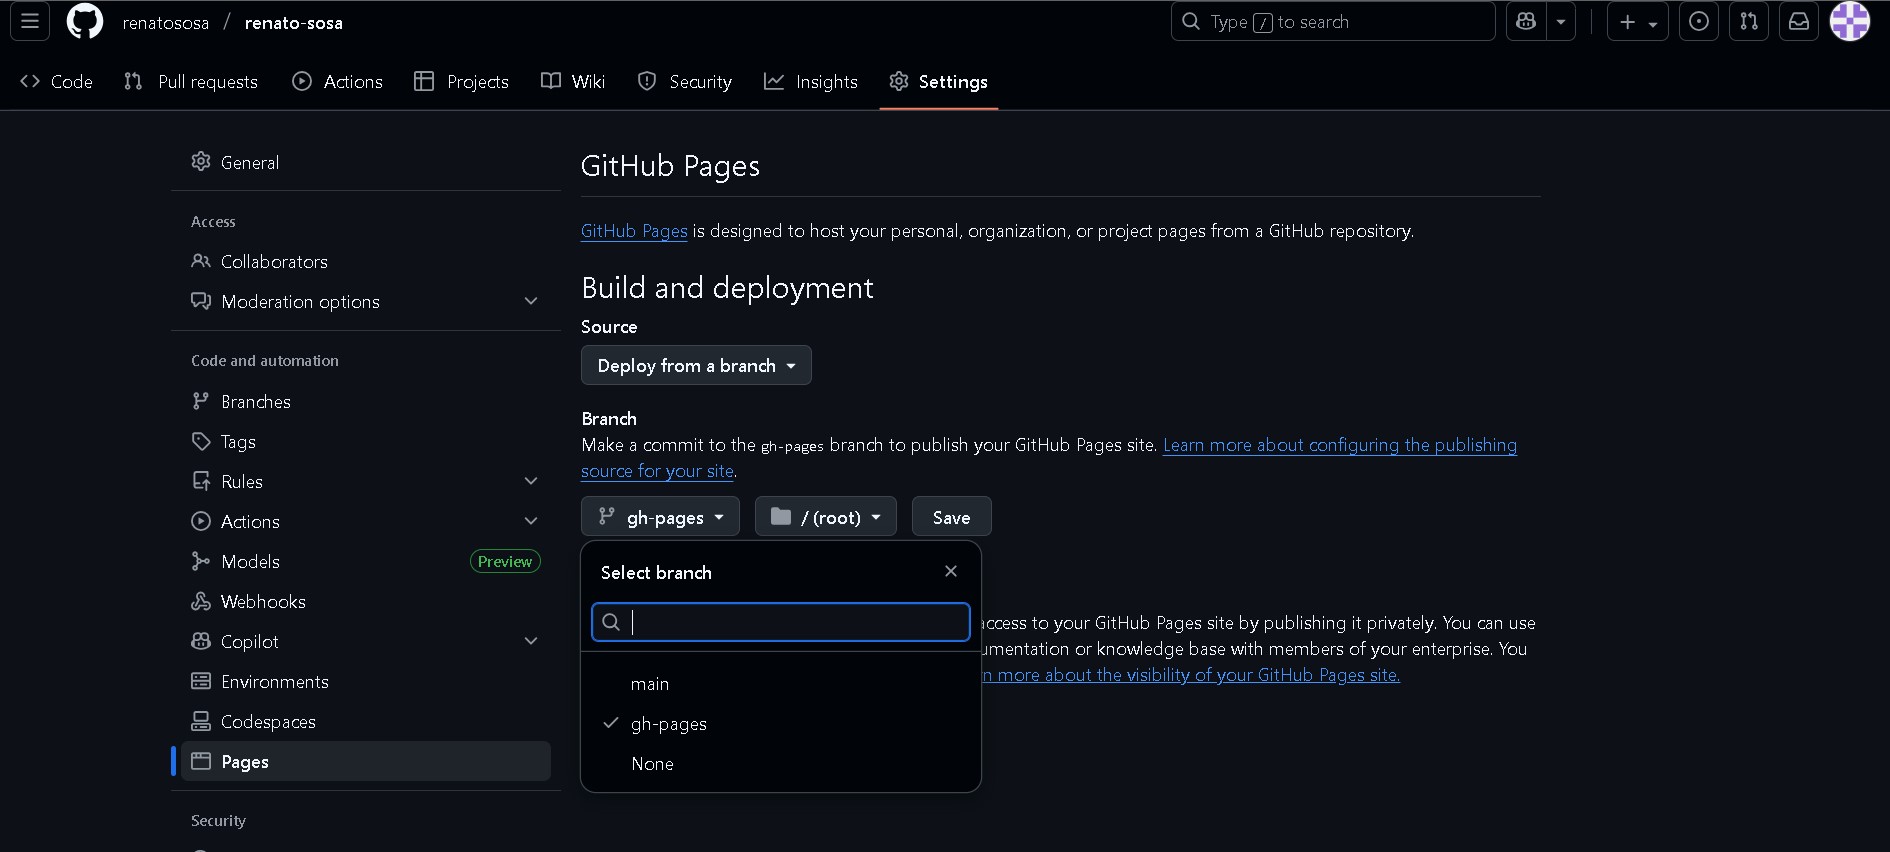 renatososa / renato-sosa
Type / to search
Code
Pull requests
Actions
Projects
Wiki
Security
Insights
Settings
General
Access
Collaborators
Moderation options
Code and automation
Branches
Tags
Rules
Actions
Models
Preview
Webhooks
Copilot
Environments
Codespaces
Pages
Security
GitHub Pages
GitHub Pages is designed to host your personal, organization, or project pages from a GitHub repository.
Build and deployment
Source
Deploy from a branch
Branch
Make a commit to the gh-pages branch to publish your GitHub Pages site. Learn more about configuring the publishing
source for your site.
gh-pages
/ (root)
Save
Select branch
main
gh-pages
None
access to your GitHub Pages site by publishing it privately. You can use
umentation or knowledge base with members of your enterprise. You
n more about the visibility of your GitHub Pages site.